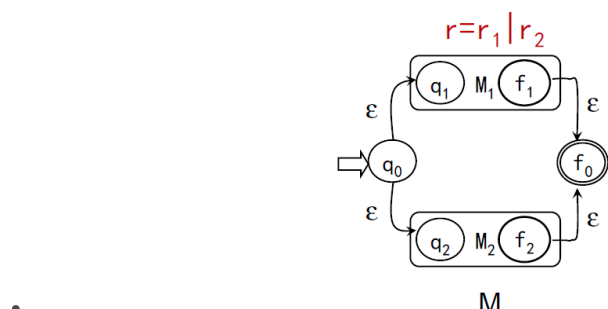 r=r₁|r₂
q₁ M₁ f₁
ε ε
q₀ f₀
ε ε
q₂ M₂ f₂
M